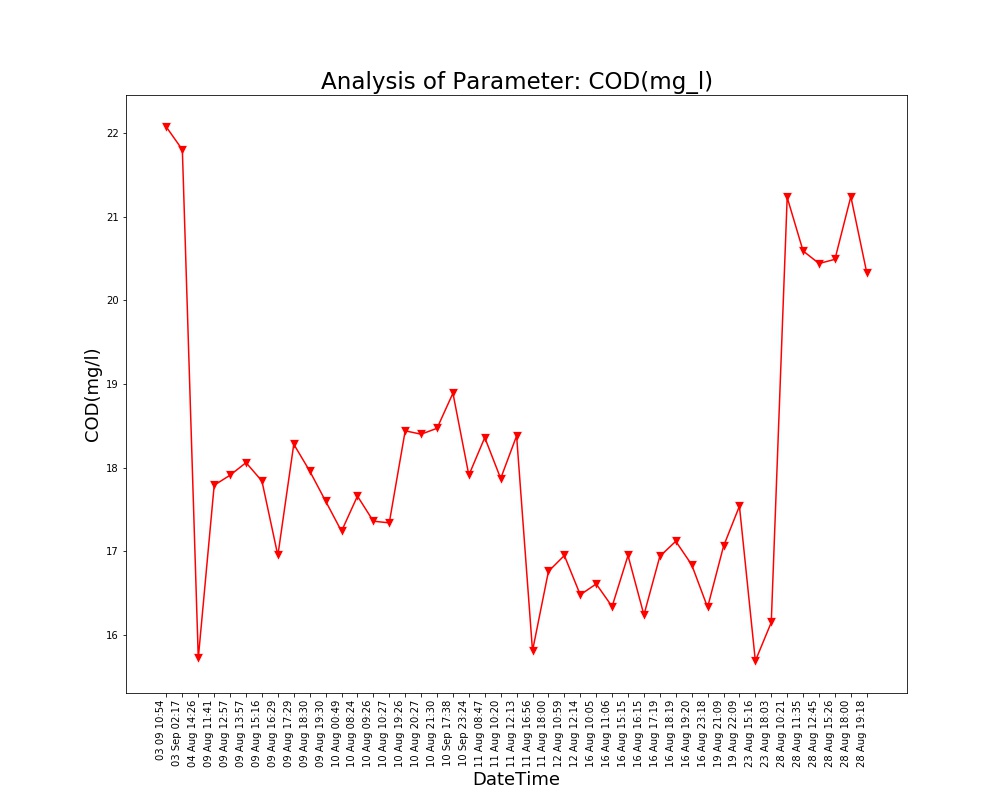 Analysis of Parameter: COD(mg_l)
COD(mg/l)
22
21
20
19
18
17
16
03 09 10:54
03 Sep 02:17
04 Aug 14:26
09 Aug 11:41
09 Aug 12:57
09 Aug 13:57
09 Aug 15:16
09 Aug 16:29
09 Aug 17:29
09 Aug 18:30
09 Aug 19:30
10 Aug 00:49
10 Aug 08:24
10 Aug 09:26
10 Aug 10:27
10 Aug 19:26
10 Aug 20:27
10 Aug 21:30
10 Sep 17:38
10 Sep 23:24
11 Aug 08:47
11 Aug 10:20
11 Aug 12:13
11 Aug 16:56
11 Aug 18:00
12 Aug 10:59
12 Aug 12:14
16 Aug 10:05
16 Aug 11:06
16 Aug 15:15
16 Aug 16:15
16 Aug 17:19
16 Aug 18:19
16 Aug 19:20
16 Aug 23:18
19 Aug 21:09
19 Aug 22:09
23 Aug 15:16
23 Aug 18:03
28 Aug 10:21
28 Aug 11:35
28 Aug 12:45
28 Aug 15:26
28 Aug 18:00
28 Aug 19:18
DateTime